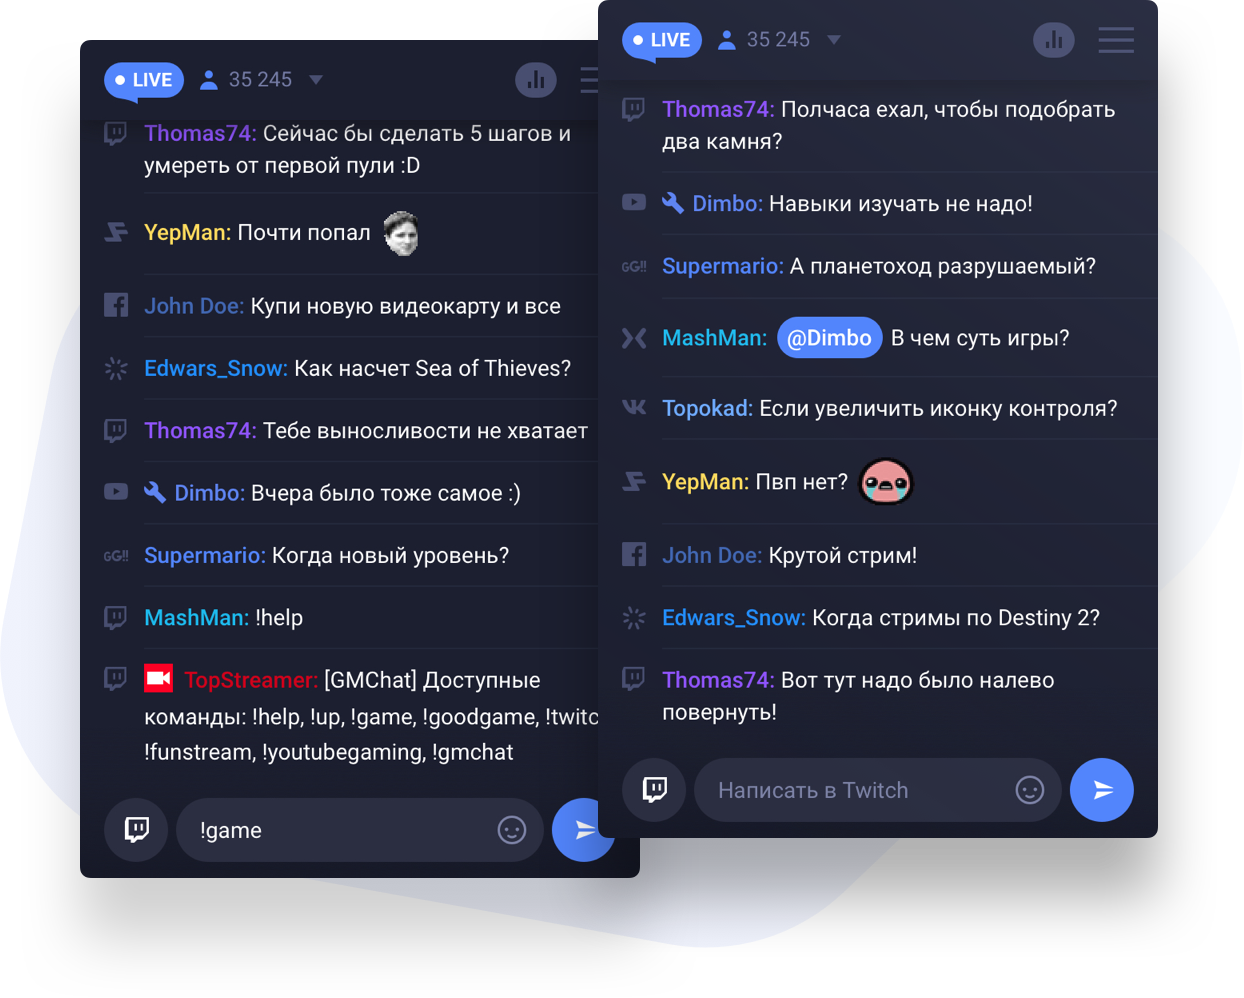 LIVE 35 245
Thomas74: Сейчас бы сделать 5 шагов и
умереть от первой пули :D
YepMan: Почти попал
John Doe: Купи новую видеокарту и все
Edwars_Snow: Как насчет Sea of Thieves?
Thomas74: Тебе выносливости не хватает
Dimbo: Вчера было тоже самое :)
GG!! Supermario: Когда новый уровень?
MashMan: !help
TopStreamer: [GMChat] Доступные
команды: !help, !up, !game, !goodgame, !twitc
!funstream, !youtubegaming, !gmchat
!game
LIVE 35 245
Thomas74: Полчаса ехал, чтобы подобрать
два камня?
Dimbo: Навыки изучать не надо!
GG!! Supermario: А планетоход разрушаемый?
MashMan: @Dimbo В чем суть игры?
Topokad: Если увеличить иконку контроля?
YepMan: Пвп нет?
John Doe: Крутой стрим!
Edwars_Snow: Когда стримы по Destiny 2?
Thomas74: Вот тут надо было налево
повернуть!
Написать в Twitch